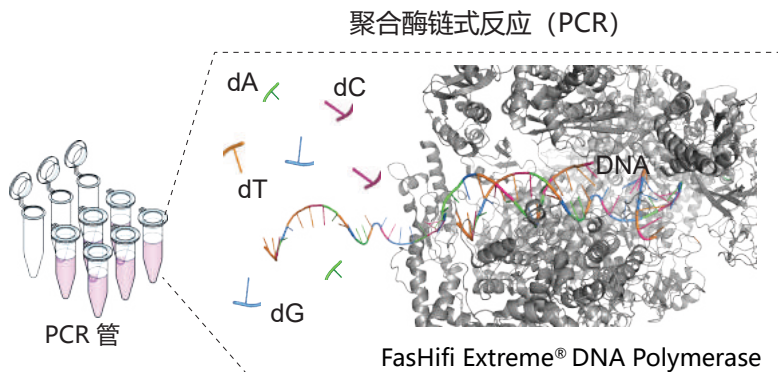 聚合酶链式反应（PCR）
dA
dC
dT
DNA
dG
PCR 管
FasHifi Extreme® DNA Polymerase